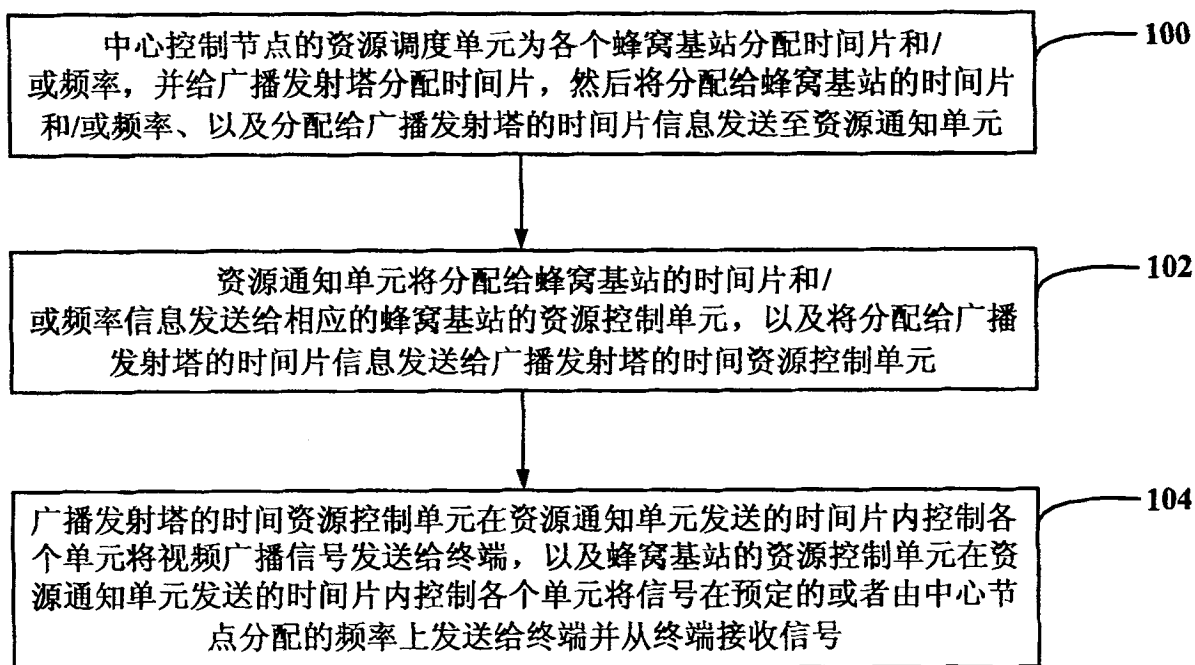 中心控制节点的资源调度单元为各个蜂窝基站分配时间片和/
或频率，并给广播发射塔分配时间片，然后将分配给蜂窝基站的时间片
和/或频率、以及分配给广播发射塔的时间片信息发送至资源通知单元
100
资源通知单元将分配给蜂窝基站的时间片和/
或频率信息发送给相应的蜂窝基站的资源控制单元，以及将分配给广播
发射塔的时间片信息发送给广播发射塔的时间资源控制单元
102
广播发射塔的时间资源控制单元在资源通知单元发送的时间片内控制各
个单元将视频广播信号发送给终端，以及蜂窝基站的资源控制单元在资
源通知单元发送的时间片内控制各个单元将信号在预定的或者由中心节
点分配的频率上发送给终端并从终端接收信号
104